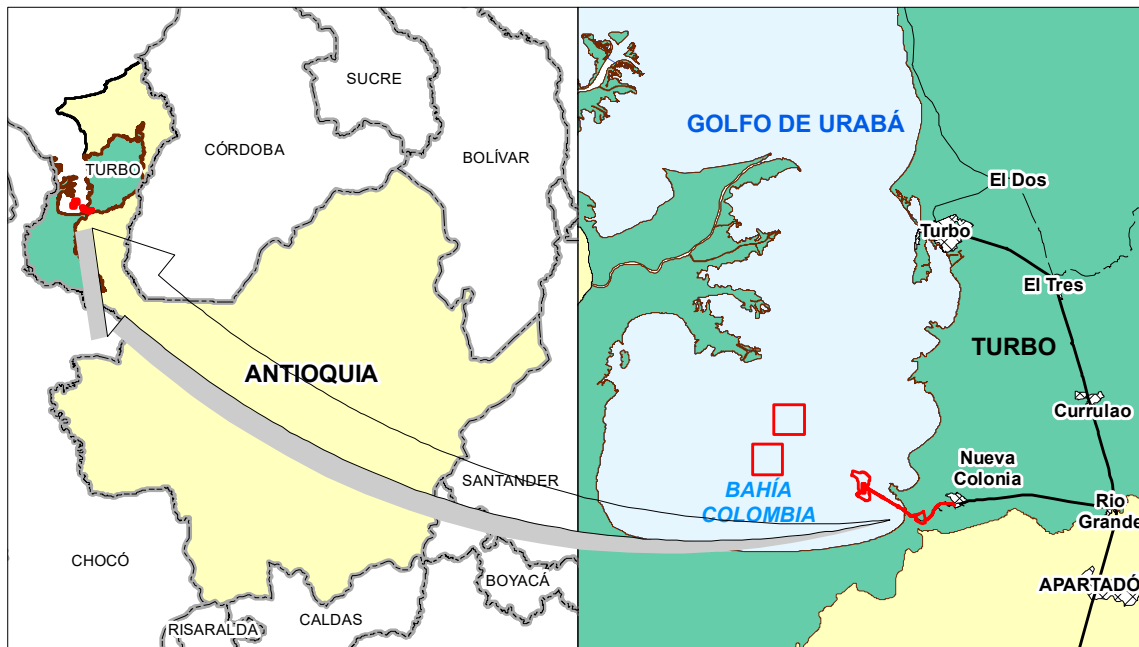 SUCRE
CÓRDOBA
BOLÍVAR
TURBO
ANTIOQUIA
SANTANDER
CHOCÓ
BOYACÁ
CALDAS
RISARALDA
GOLFO DE URABÁ
El Dos
Turbo
El Tres
TURBO
Currulao
Nueva
Colonia
BAHÍA
COLOMBIA
Rio
Grande
APARTADÓ